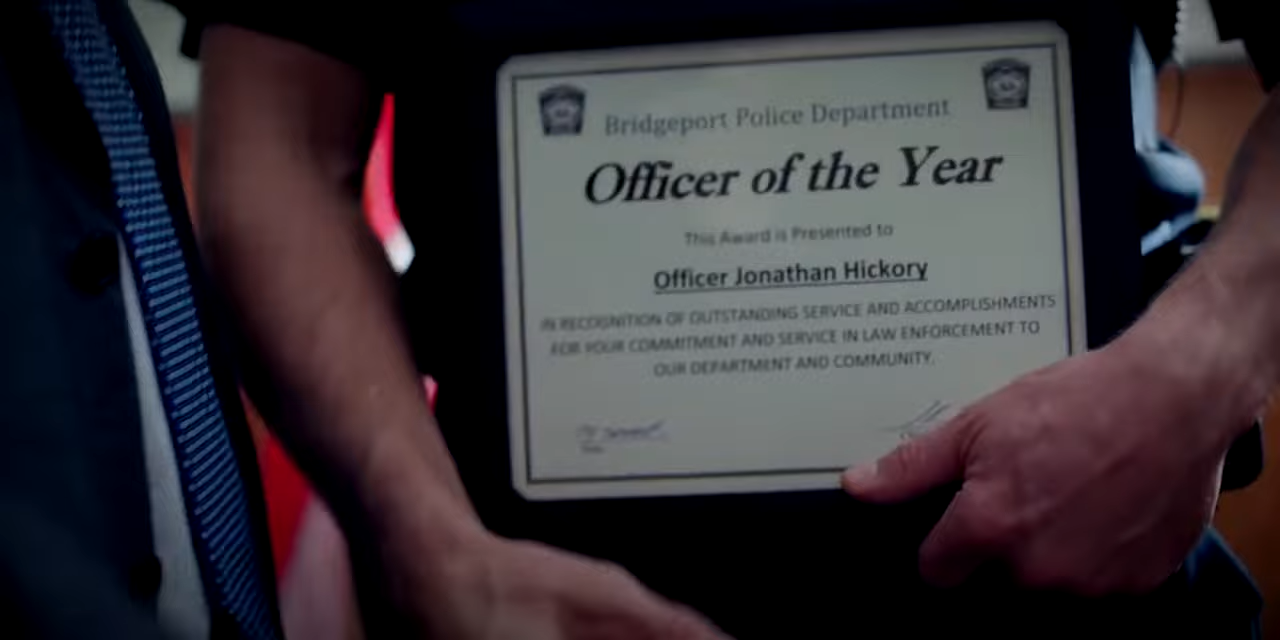 Bridgeport Police Department
Officer of the Year
This Award is Presented to
Officer Jonathan Hickory
IN RECOGNITION OF OUTSTANDING SERVICE AND ACCOMPLISHMENTS
FOR YOUR COMMITMENT AND SERVICE IN LAW ENFORCEMENT TO
OUR DEPARTMENT AND COMMUNITY.